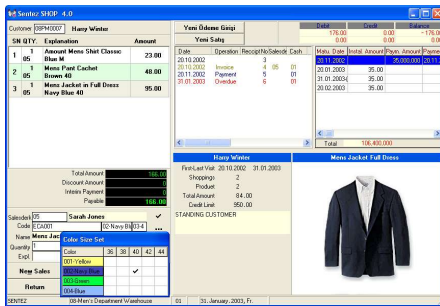 Sentez SHOP 4.0
Customer 08PM0007 Harry Winter
SN QTY. Explanation Amount
1 1 05 Amount Mens Shirt Classic Blue M 23.00
2 1 05 Mens Pant Cachet Brown 40 48.00
3 1 05 Mens Jacket in Full Dress Navy Blue 40 95.00
Total Amount 166.00
Discount Amount 0
Interim Payment 0
Payable 166.00
Salesclerk 05 Sarah Jones
Code ECA001 02-Navy Bl 03-4 ...
Name Mens Jac
Quantity 1
Expl.
New Sales
Return
Color Size Set
Color 36 38 40 42 44
001-Yellow
002-Navy Blue
003-Green
004-Blue
Yeni Ödeme Girişi
Yeni Satış
Debit Credit Balance
176.00 0.00 -176.00
0.00 0.00 0.00
Date Operation Receipt No Salesclk Cash
20.10.2002 3
20.10.2002 Invoice 4 05 01
20.11.2002 Payment 5 01
31.01.2003 Overdue 6 01
Matu. Date Instal. Amount Paym. Amount Payme
20.11.2002 35,000,000 20.11.
20.01.2003 35.00
20.01.2003 35.00
20.02.2003 35.00
Total 106,400,000
Harry Winter
First-Last Visit 20.10.2002 31.01.2003
Shoppings 2
Product 2
Total Amount 84.00
Credit Limit 950.00
STANDING CUSTOMER
Mens Jacket Full Dress
SENTEZ 08-Men's Department Warehouse 01 31. January. 2003, Fr.